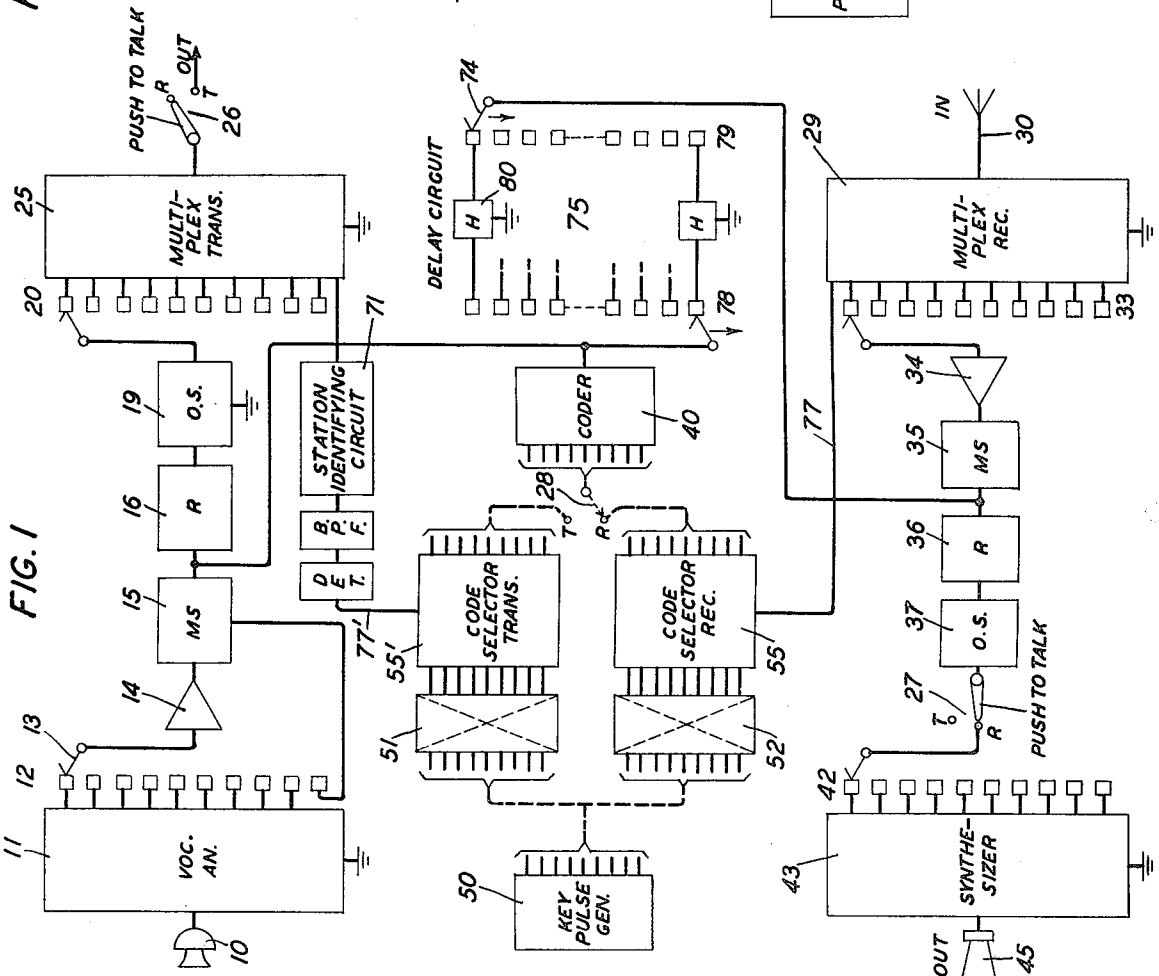 FIG. 1
10
11
VOC. AN.
12
13
14
15
MS
16
R
19
O.S.
20
25
MULTI-
PLEX
TRANS.
PUSH TO TALK
R
T
OUT
26
71
STATION
IDENTIFYING
CIRCUIT
B.
P.
F.
D
E
T.
77'
50
KEY
PULSE
GEN.
51
55'
CODE
SELECTOR
TRANS.
T
28
R
52
55
CODE
SELECTOR
REC.
CODER
40
DELAY CIRCUIT
78
H
80
75
H
79
74
77
IN
30
29
MULTI-
PLEX
REC.
33
34
35
MS
36
R
37
O.S.
27
T
R
PUSH TO TALK
42
43
SYNTHE-
SIZER
OUT
45